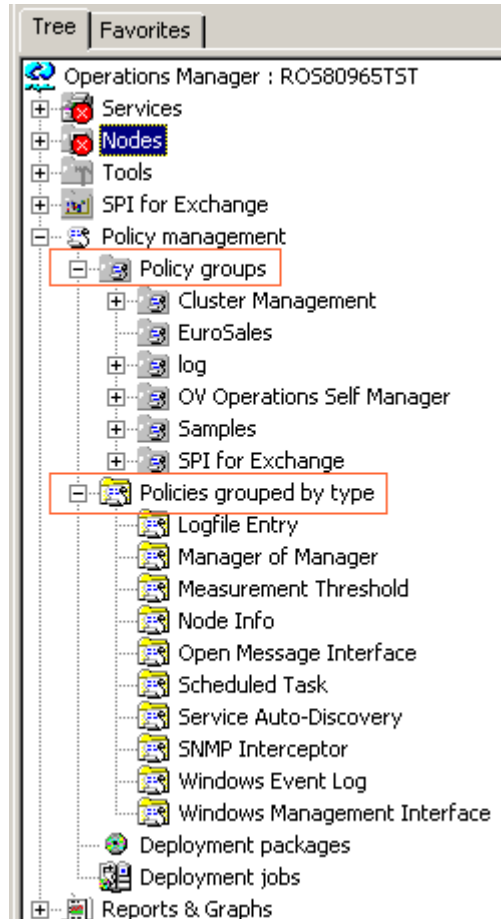 Tree Favorites
Operations Manager : ROS80965TST
Services
Nodes
Tools
SPI for Exchange
Policy management
Policy groups
Cluster Management
EuroSales
log
OV Operations Self Manager
Samples
SPI for Exchange
Policies grouped by type
Logfile Entry
Manager of Manager
Measurement Threshold
Node Info
Open Message Interface
Scheduled Task
Service Auto-Discovery
SNMP Interceptor
Windows Event Log
Windows Management Interface
Deployment packages
Deployment jobs
Reports & Graphs